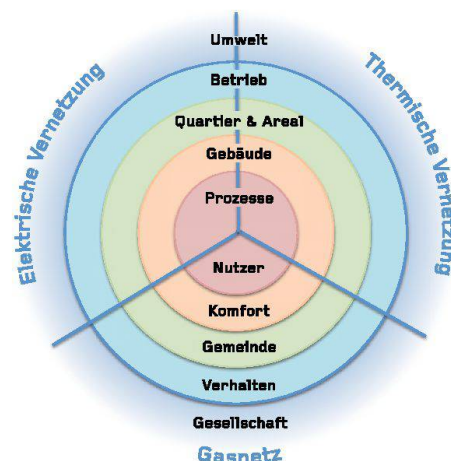 Umwelt
Betrieb
Quartier & Areal
Gebäude
Prozesse
Nutzer
Komfort
Gemeinde
Verhalten
Gesellschaft
Elektrische Vernetzung
Thermische Vernetzung
Gasnetz